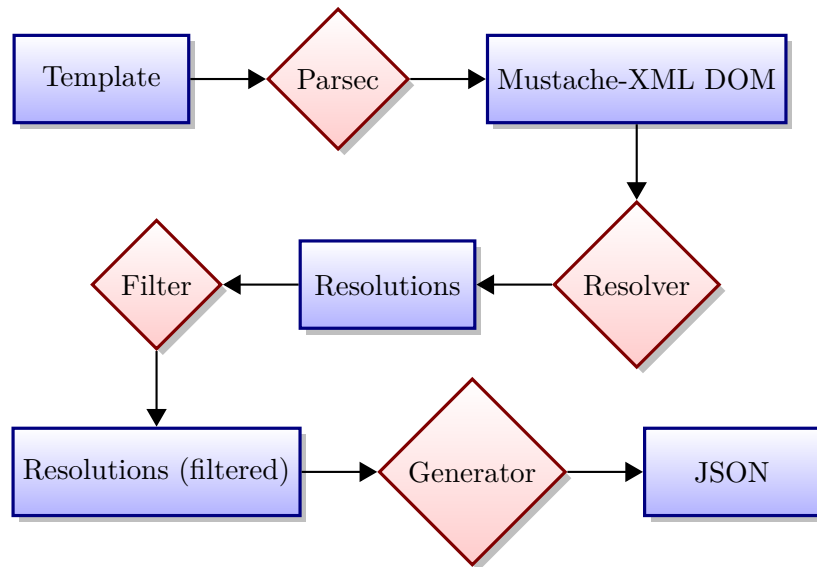 Template
Parsec
Mustache-XML DOM
Filter
Resolutions
Resolver
Resolutions (filtered)
Generator
JSON